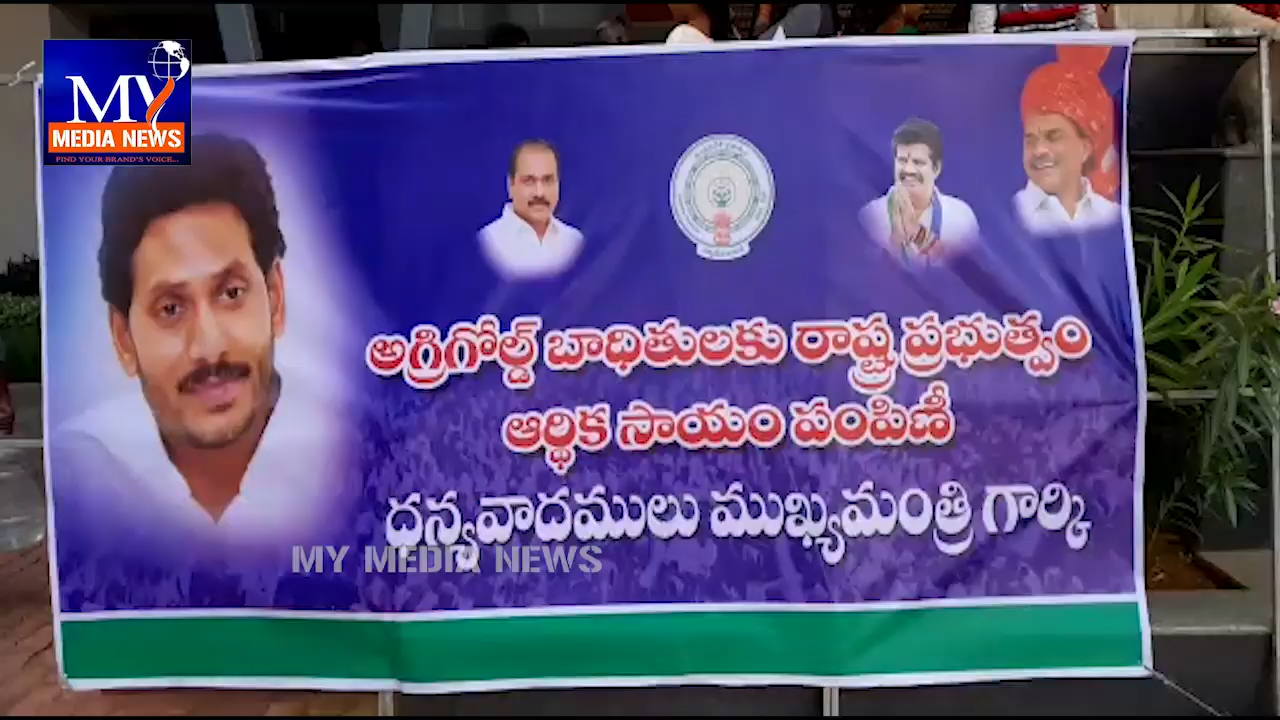 MY
MEDIA NEWS
FIND YOUR BRAND'S VOICE...
అగ్రిగోల్డ్ బాధితులకు రాష్ట్ర ప్రభుత్వం
ఆర్థిక సాయం పంపిణీ
ధన్యవాదములు ముఖ్యమంత్రి గార్కి
MY MEDIA NEWS